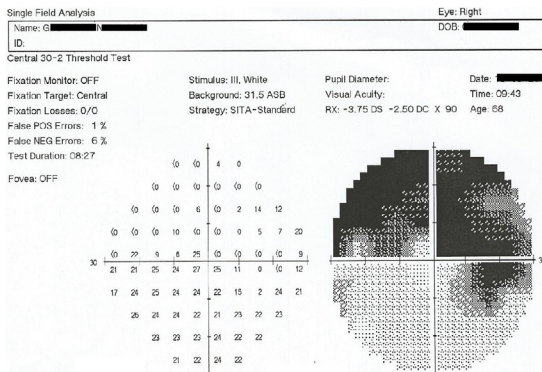 Single Field Analysis Eye: Right
Name: G N DOB:
ID:
Central 30-2 Threshold Test
Fixation Monitor: OFF Stimulus: III, White Pupil Diameter: Date:
Fixation Target: Central Background: 31.5 ASB Visual Acuity: Time: 09:43
Fixation Losses: 0/0 Strategy: SITA-Standard RX: -3.75 DS -2.50 DC X 90 Age: 68
False POS Errors: 1 %
False NEG Errors: 6 %
Test Duration: 08:27
Fovea: OFF
⟨0 ⟨0 4 0
⟨0 ⟨0 ⟨0 ⟨0 ⟨0 ⟨0
⟨0 ⟨0 ⟨0 6 ⟨0 2 14 12
⟨0 ⟨0 ⟨0 10 ⟨0 ⟨0 0 5 7 20
⟨0 22 9 6 25 ⟨0 ⟨0 ⟨0 ⟨0 9
30
21 21 25 24 27 25 11 0 ⟨0 12
17 24 25 24 24 22 15 2 24 21
24 25 22 21 23 22 23
23 23 23 24 22 22
21 22 24 22